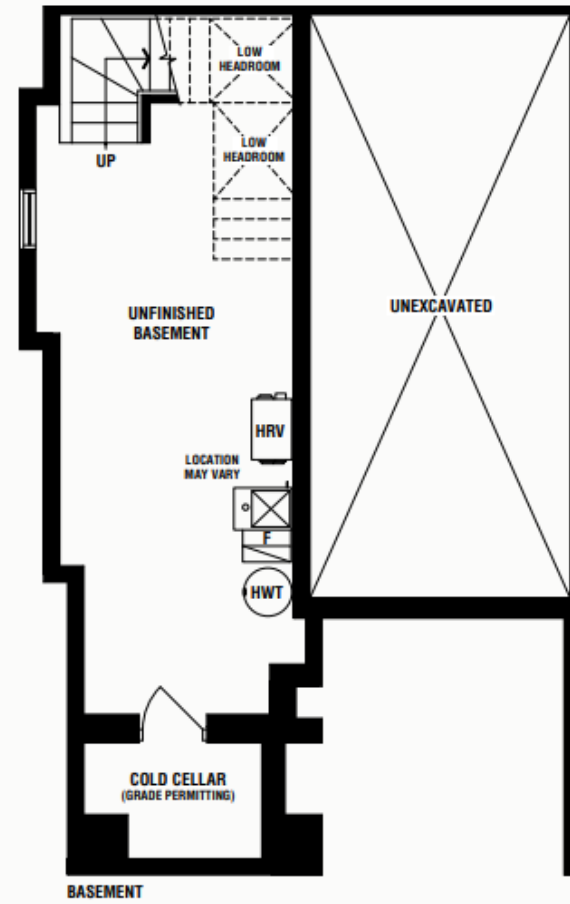 LOW
HEADROOM
LOW
HEADROOM
UP
UNEXCAVATED
UNFINISHED
BASEMENT
HRV
LOCATION
MAY VARY
F
HWT
COLD CELLAR
(GRADE PERMITTING)
BASEMENT